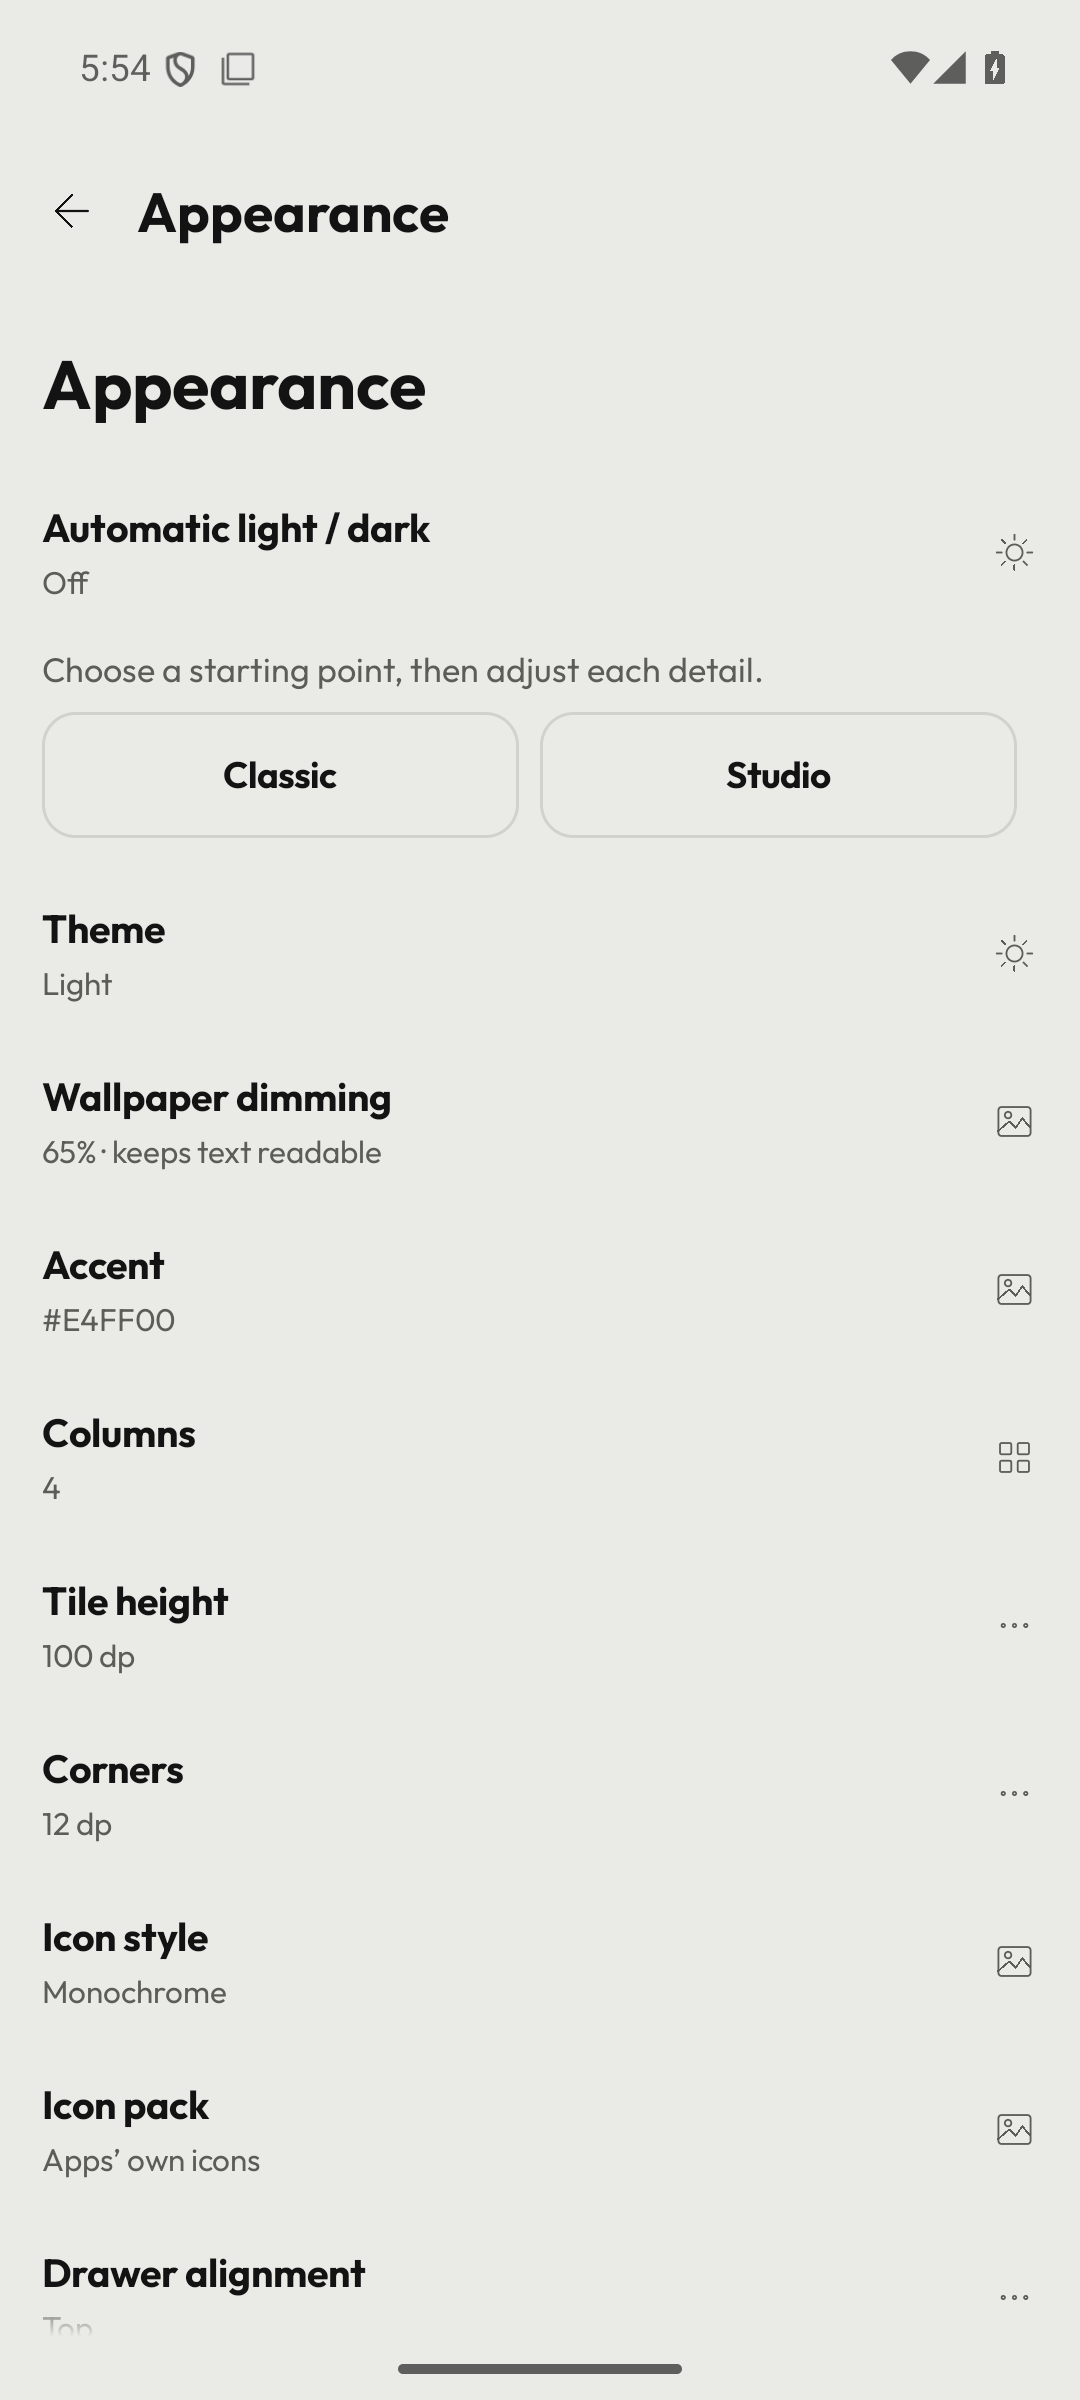 5:54
Appearance
Appearance
Automatic light / dark
Off
Choose a starting point, then adjust each detail.
Classic
Studio
Theme
Light
Wallpaper dimming
65% · keeps text readable
Accent
#E4FF00
Columns
4
Tile height
100 dp
Corners
12 dp
Icon style
Monochrome
Icon pack
Apps’ own icons
Drawer alignment
Top